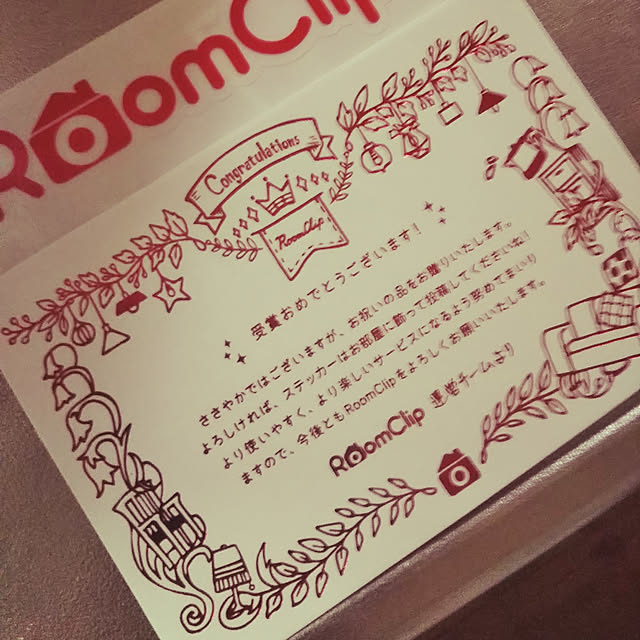 RoomClip
Congratulations
RoomClip
受賞おめでとうございます！
ささやかではございますが、お祝いの品をお贈りいたします。
よろしければ、ステッカーはお部屋に飾って投稿してくださいね!!
より使いやすく、より楽しいサービスになるよう努めてまいり
ますので、今後ともRoomClipをよろしくお願いいたします。
RoomClip 運営チームより